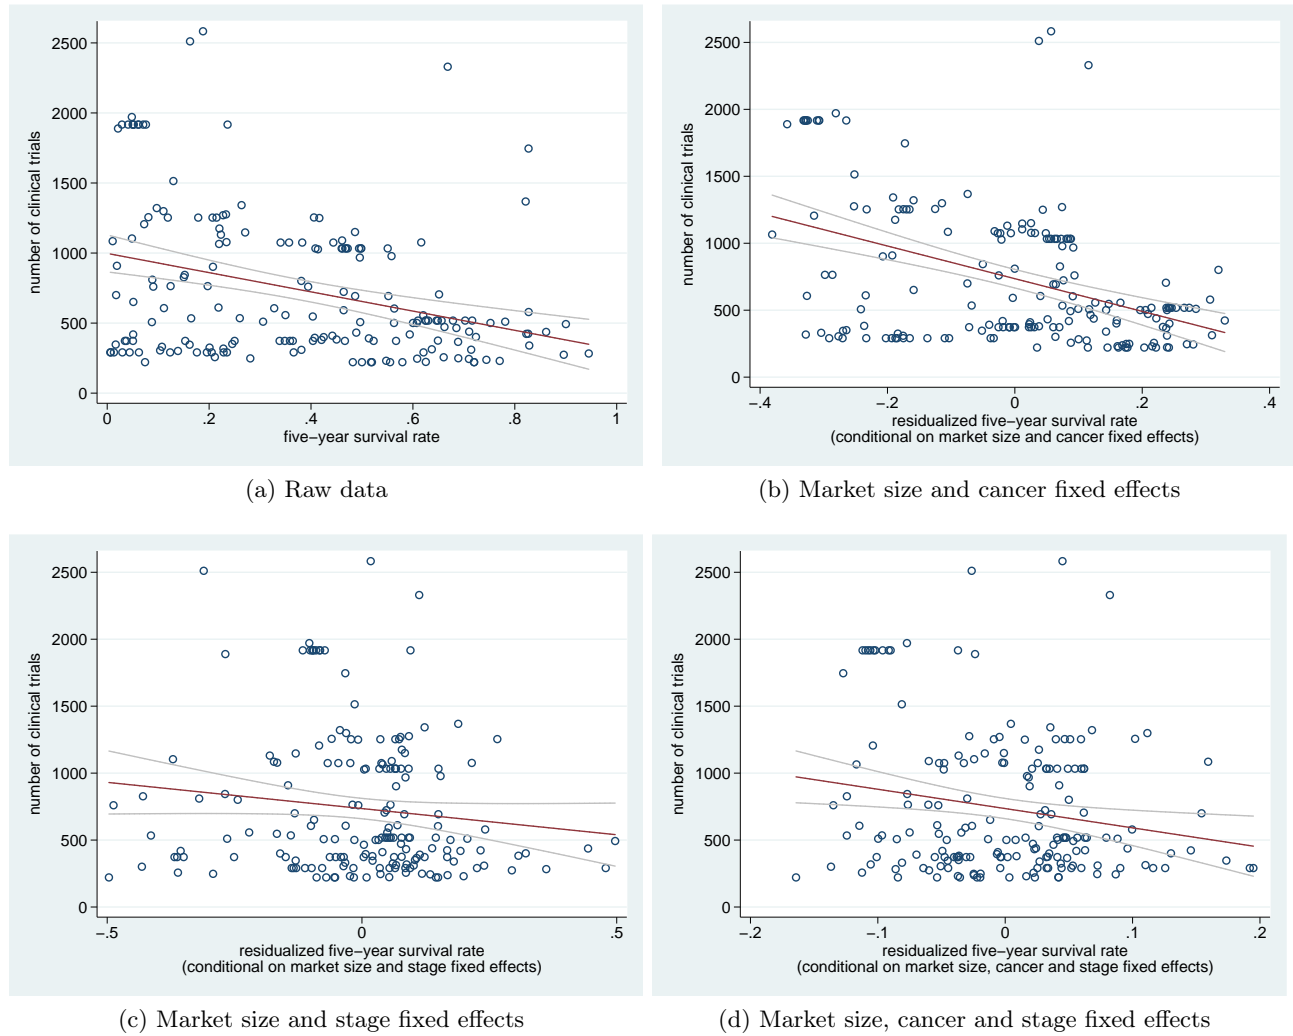 number of clinical trials
2500
2000
1500
1000
500
0
0 .2 .4 .6 .8 1
five−year survival rate
(a) Raw data
number of clinical trials
2500
2000
1500
1000
500
0
−.4 −.2 0 .2 .4
residualized five−year survival rate
(conditional on market size and cancer fixed effects)
(b) Market size and cancer fixed effects
number of clinical trials
2500
2000
1500
1000
500
0
−.5 0 .5
residualized five−year survival rate
(conditional on market size and stage fixed effects)
(c) Market size and stage fixed effects
number of clinical trials
2500
2000
1500
1000
500
0
−.2 −.1 0 .1 .2
residualized five−year survival rate
(conditional on market size, cancer and stage fixed effects)
(d) Market size, cancer and stage fixed effects